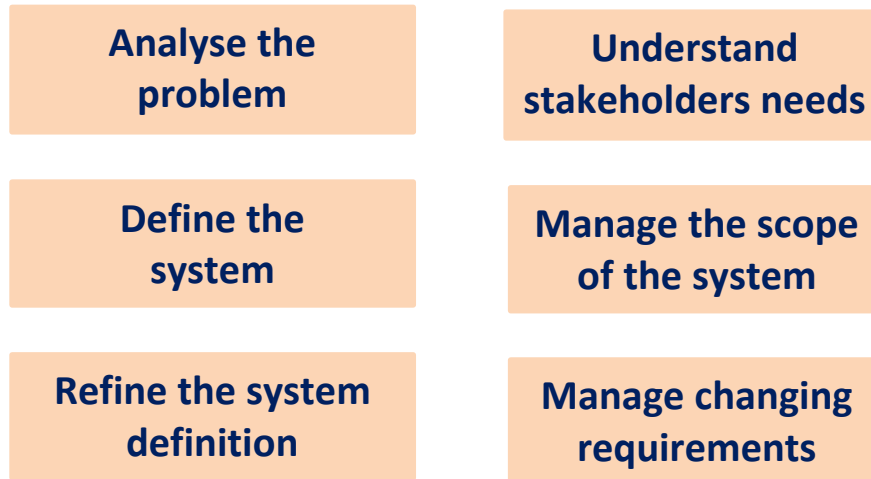 Analyse the
problem
Understand
stakeholders needs
Define the
system
Manage the scope
of the system
Refine the system
definition
Manage changing
requirements